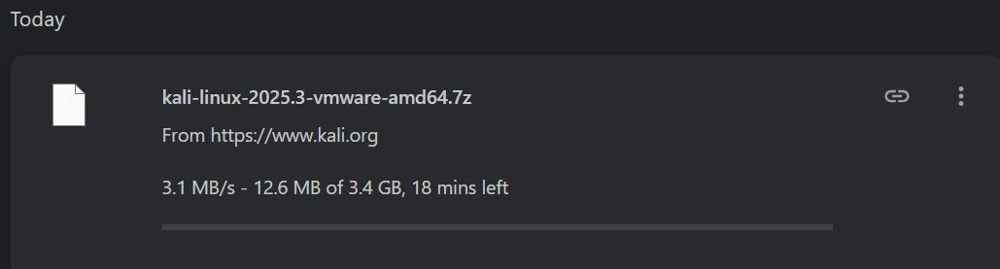 Today
kali-linux-2025.3-vmware-amd64.7z
From https://www.kali.org
3.1 MB/s - 12.6 MB of 3.4 GB, 18 mins left